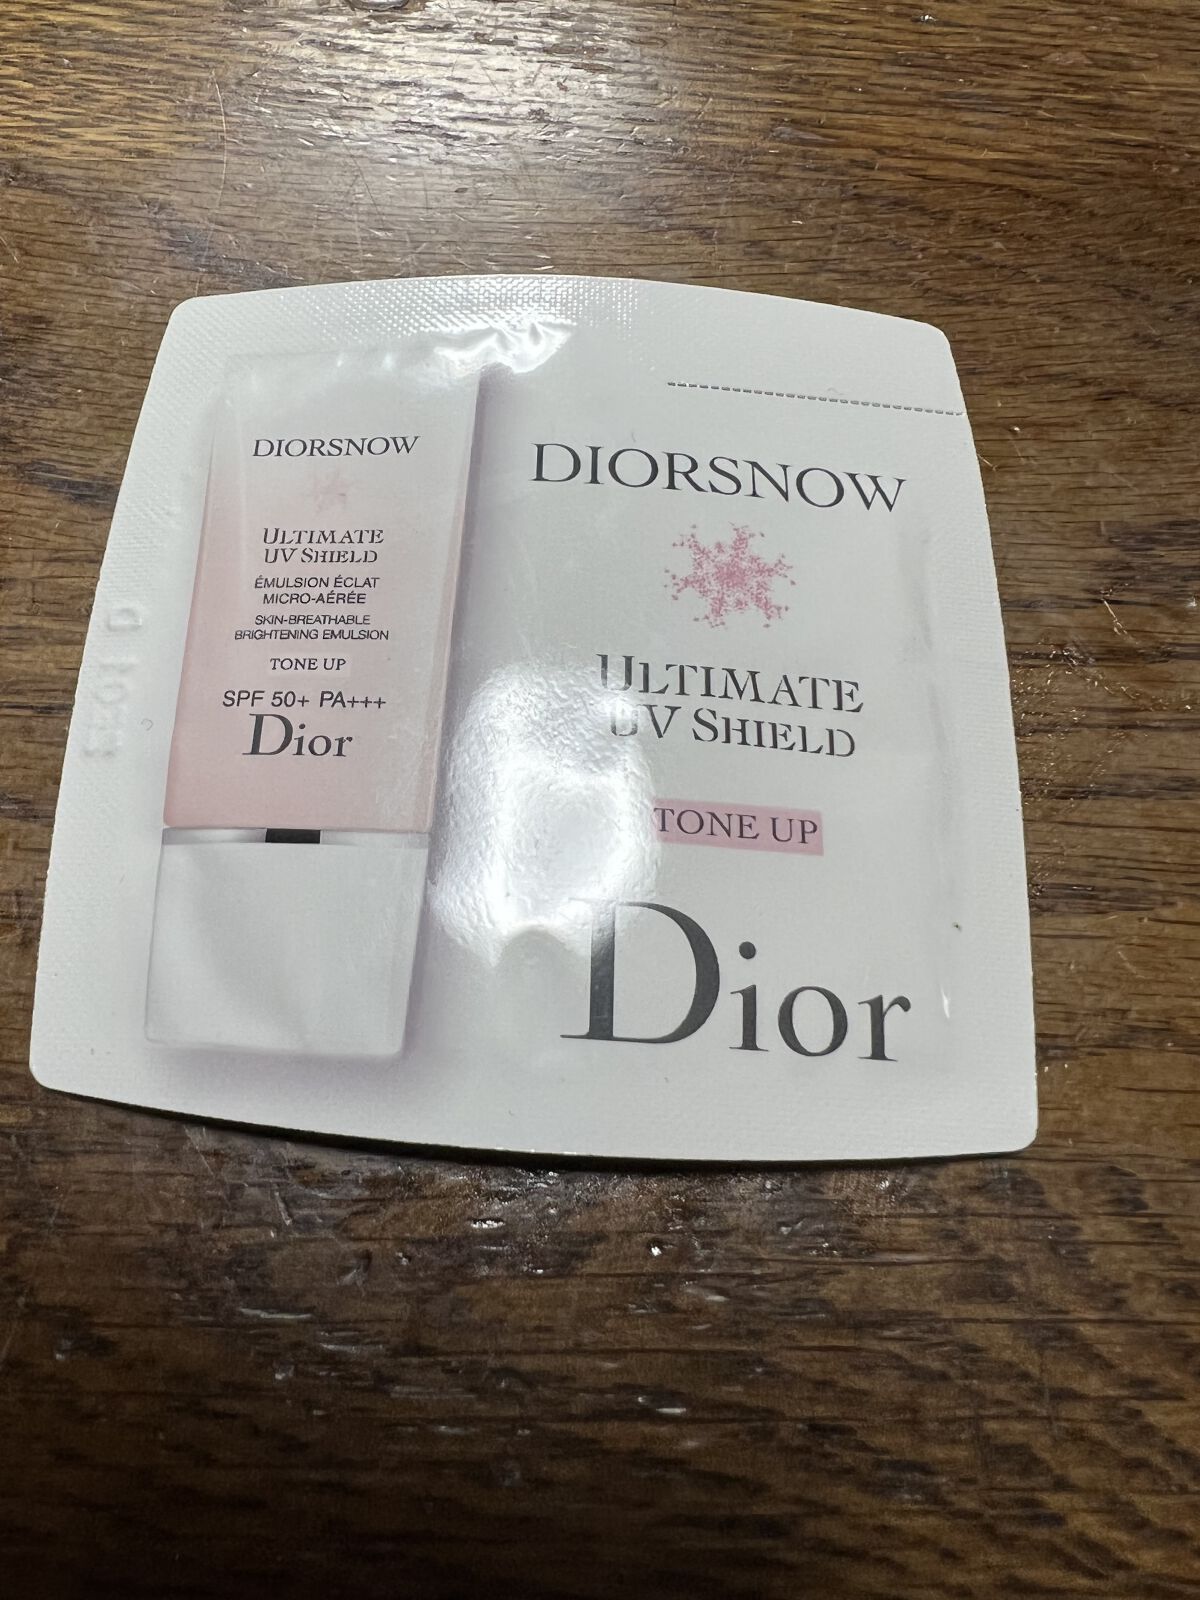 DIORSNOW
ULTIMATE
UV SHIELD
ÉMULSION ÉCLAT
MICRO-AÉRÉE
SKIN-BREATHABLE
BRIGHTENING EMULSION
TONE UP
SPF 50+ PA+++
Dior
DIORSNOW
ULTIMATE
UV SHIELD
TONE UP
Dior